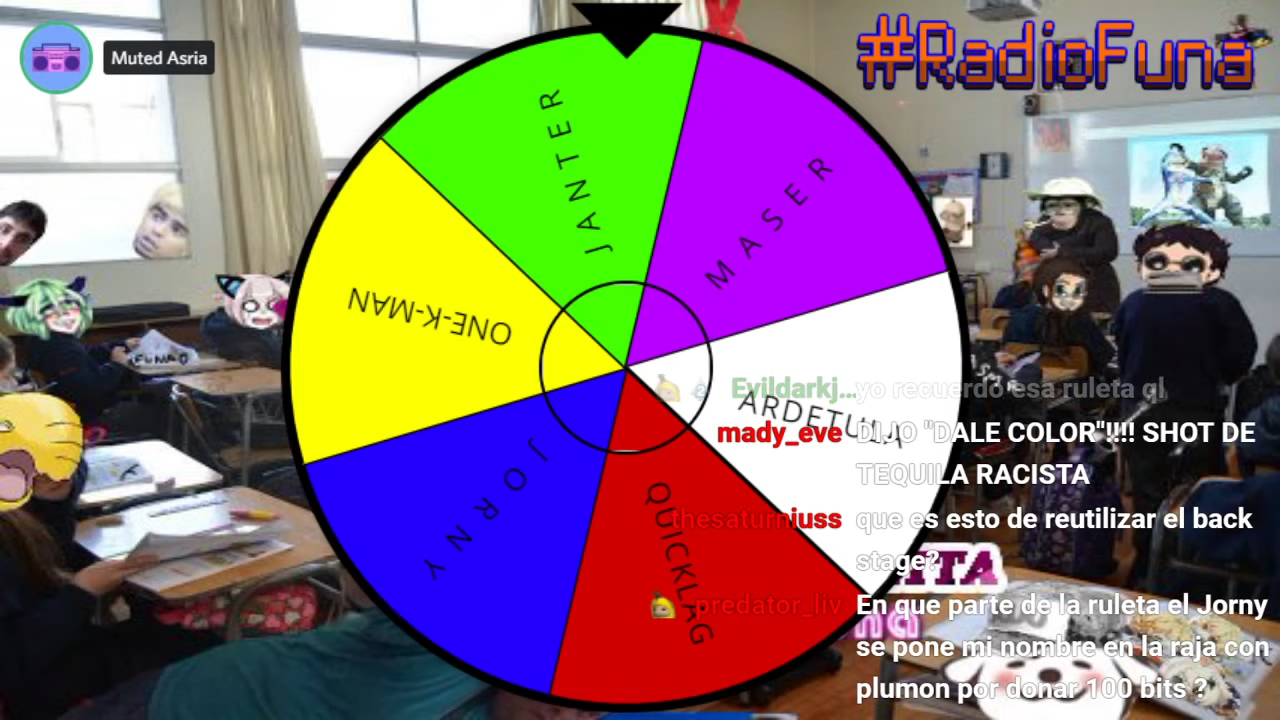 Muted Asria
#RadioFuna
JANTER
MASER
ONE-K-MAN
ARDETULA
JORNY
QUICKLAG
FUNAO
Evildarkj... yo recuerdo esa ruleta ql
mady_eve DIJO "DALE COLOR"!!!! SHOT DE
TEQUILA RACISTA
thesaturniuss que es esto de reutilizar el back
stage?
predator_liv En que parte de la ruleta el Jorny
se pone mi nombre en la raja con
plumon por donar 100 bits ?